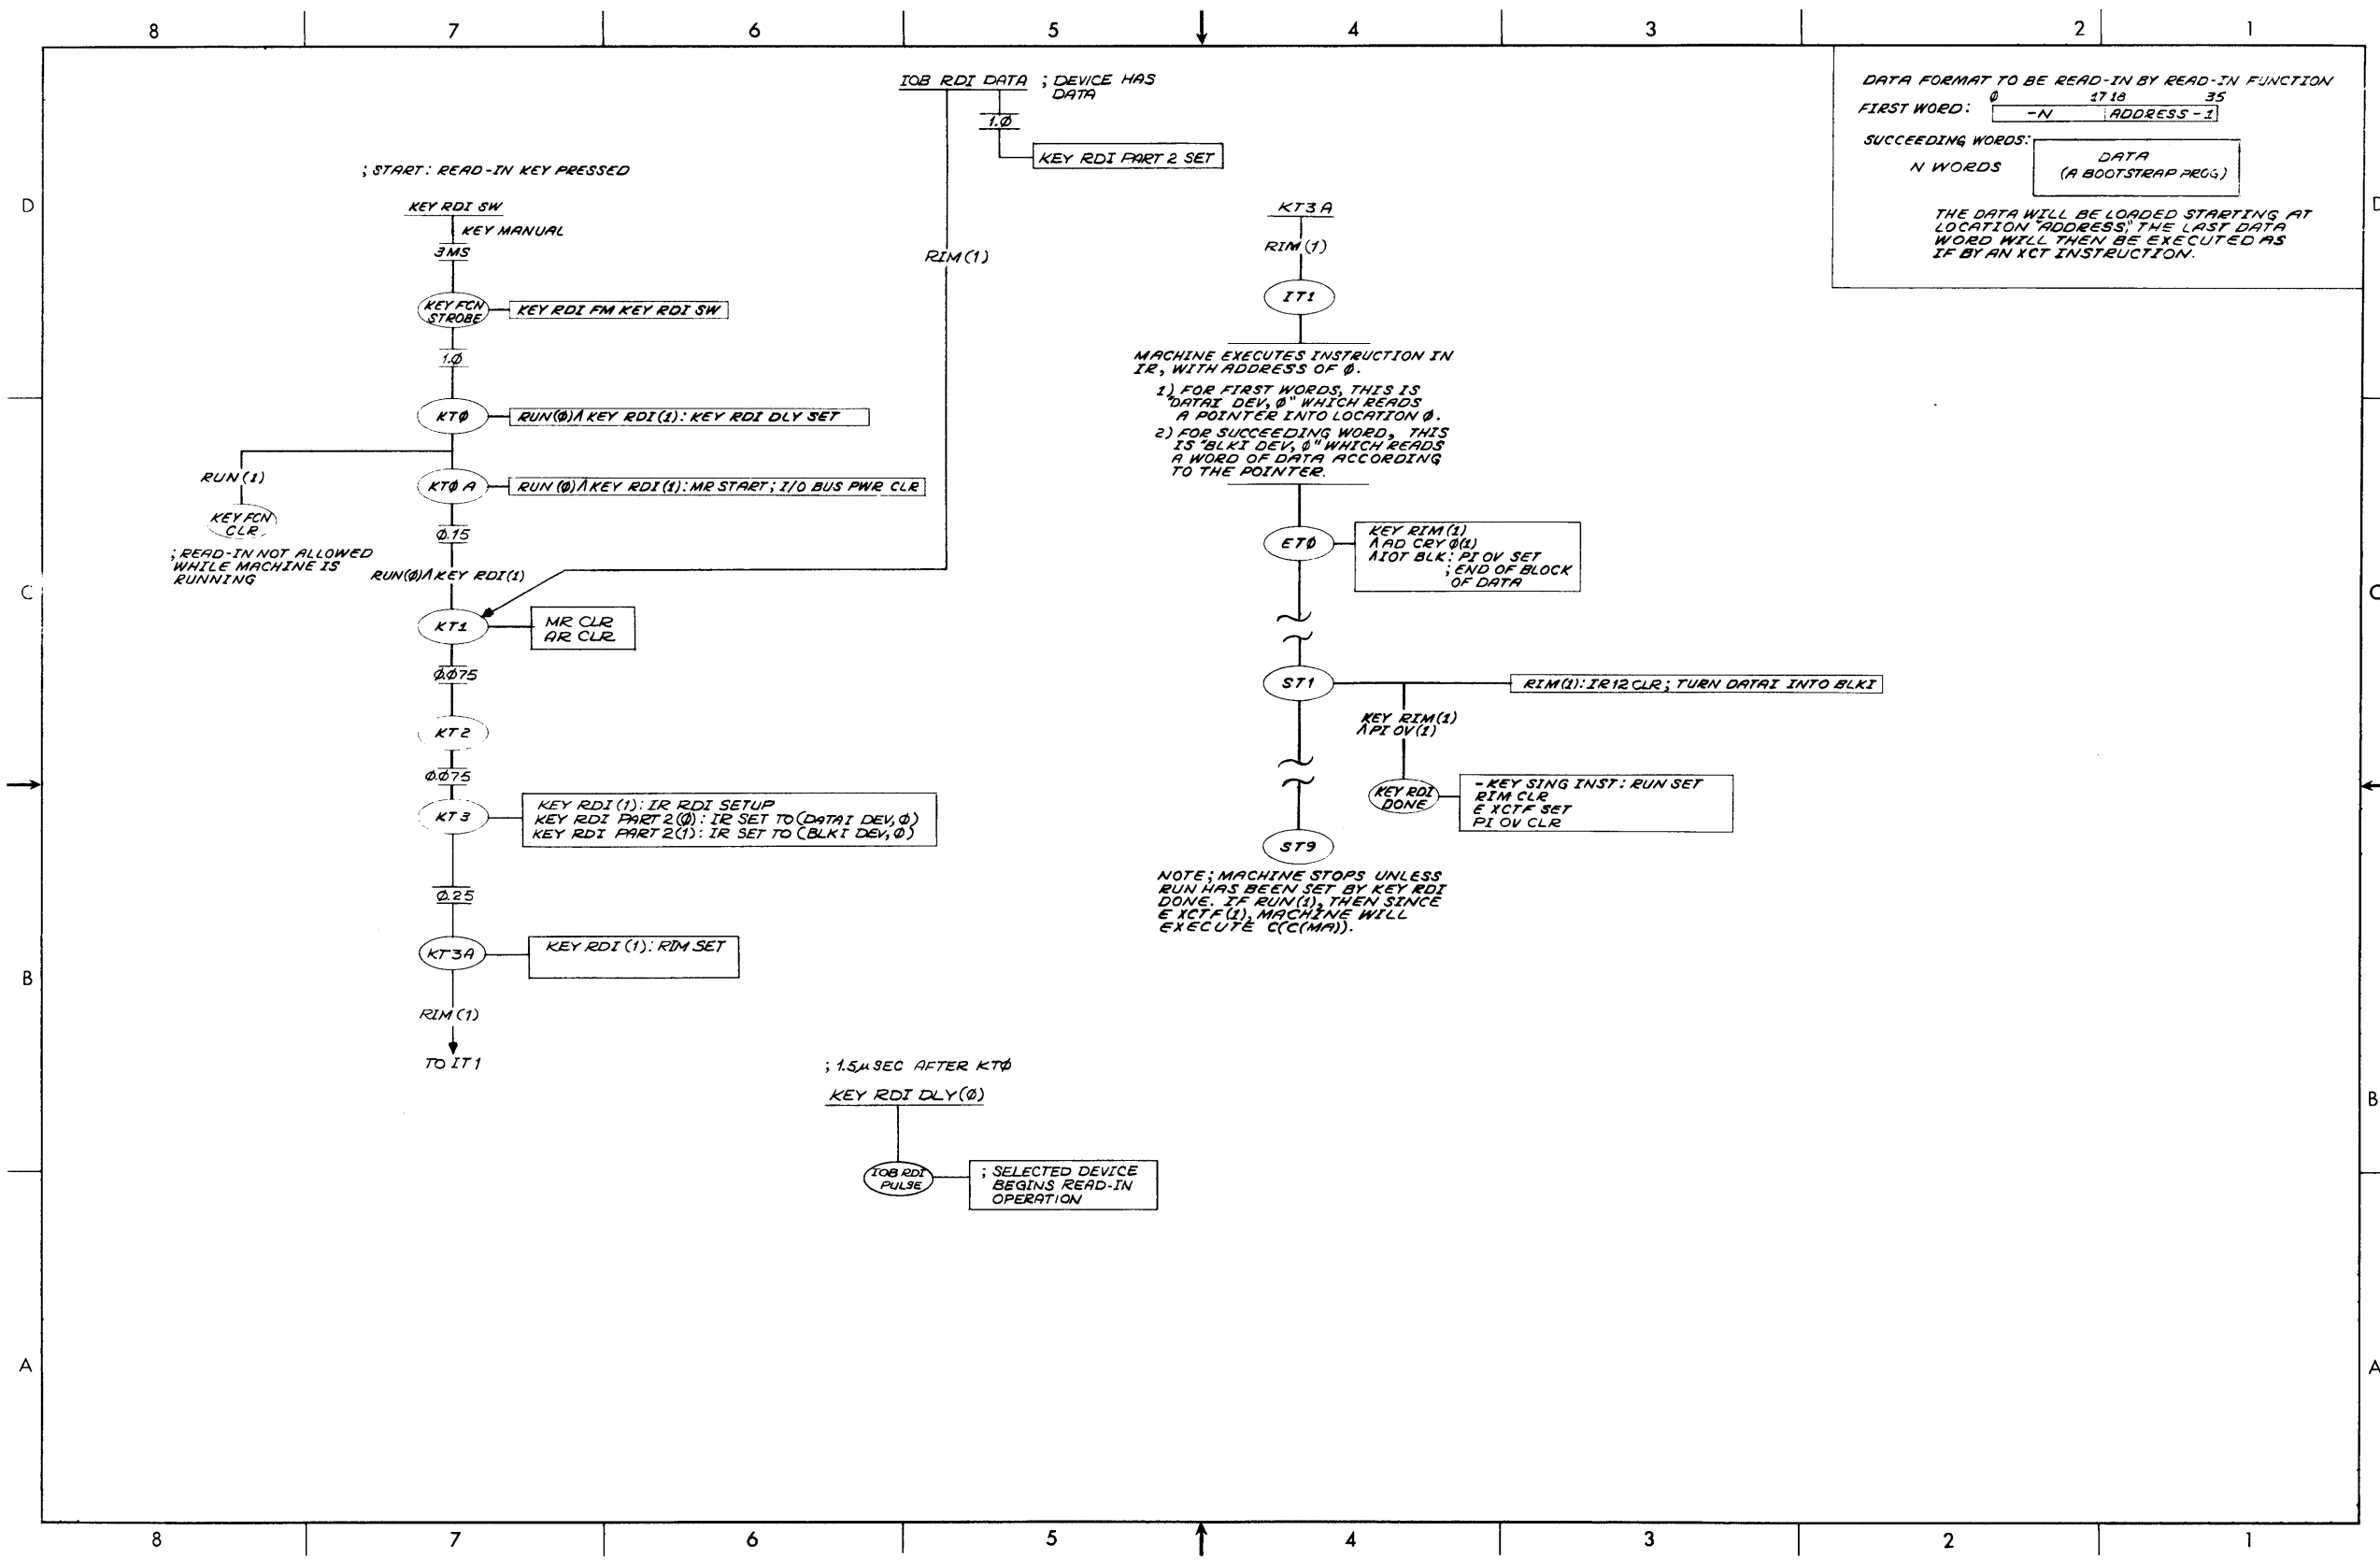 8 7 6 5 4 3 2 1
D
C
B
A
IOB RDI DATA ; DEVICE HAS
DATA
1.Ø
KEY RDI PART 2 SET
RIM(1)
; START: READ-IN KEY PRESSED
KEY RDI SW
KEY MANUAL
3MS
KEY FCN
STROBE
KEY RDI FM KEY RDI SW
1.Ø
KTØ
RUN(Ø)ΛKEY RDI(1): KEY RDI DLY SET
RUN(1)
KEY FCN
CLR
; READ-IN NOT ALLOWED
WHILE MACHINE IS
RUNNING
KTØ A
RUN(Ø)ΛKEY RDI(1): MR START; I/O BUS PWR CLR
Ø.15
RUN(Ø)ΛKEY RDI(1)
KT1
MR CLR
AR CLR
Ø.Ø75
KT2
Ø.Ø75
KT3
KEY RDI(1): IR RDI SETUP
KEY RDI PART2(Ø): IR SET TO(DATAI DEV,Ø)
KEY RDI PART2(1): IR SET TO(BLKI DEV,Ø)
Ø.25
KT3A
KEY RDI (1): RIM SET
RIM(1)
TO IT1
; 1.5µSEC AFTER KTØ
KEY RDI DLY(Ø)
IOB RDI
PULSE
; SELECTED DEVICE
BEGINS READ-IN
OPERATION
KT3A
RIM(1)
IT1
MACHINE EXECUTES INSTRUCTION IN
IR, WITH ADDRESS OF Ø.
1) FOR FIRST WORDS, THIS IS
"DATAI DEV, Ø" WHICH READS
A POINTER INTO LOCATION Ø.
2) FOR SUCCEEDING WORD, THIS
IS "BLKI DEV, Ø" WHICH READS
A WORD OF DATA ACCORDING
TO THE POINTER.
ETØ
KEY RIM(1)
ΛAD CRY Ø(1)
ΛIOT BLK: PI OV SET
; END OF BLOCK
OF DATA
ST1
RIM(1): IR12 CLR; TURN DATAI INTO BLKI
KEY RIM(1)
ΛPI OV(1)
KEY RDI
DONE
-KEY SING INST: RUN SET
RIM CLR
E XCTF SET
PI OV CLR
ST9
NOTE; MACHINE STOPS UNLESS
RUN HAS BEEN SET BY KEY RDI
DONE. IF RUN(1), THEN SINCE
E XCTF(1), MACHINE WILL
EXECUTE C(C(MA)).
DATA FORMAT TO BE READ-IN BY READ-IN FUNCTION
Ø 17 18 35
FIRST WORD: -N ADDRESS-1
SUCCEEDING WORDS:
N WORDS
DATA
(A BOOTSTRAP PROG)
THE DATA WILL BE LOADED STARTING AT
LOCATION "ADDRESS," THE LAST DATA
WORD WILL THEN BE EXECUTED AS
IF BY AN XCT INSTRUCTION.
D
C
B
A
8 7 6 5 4 3 2 1